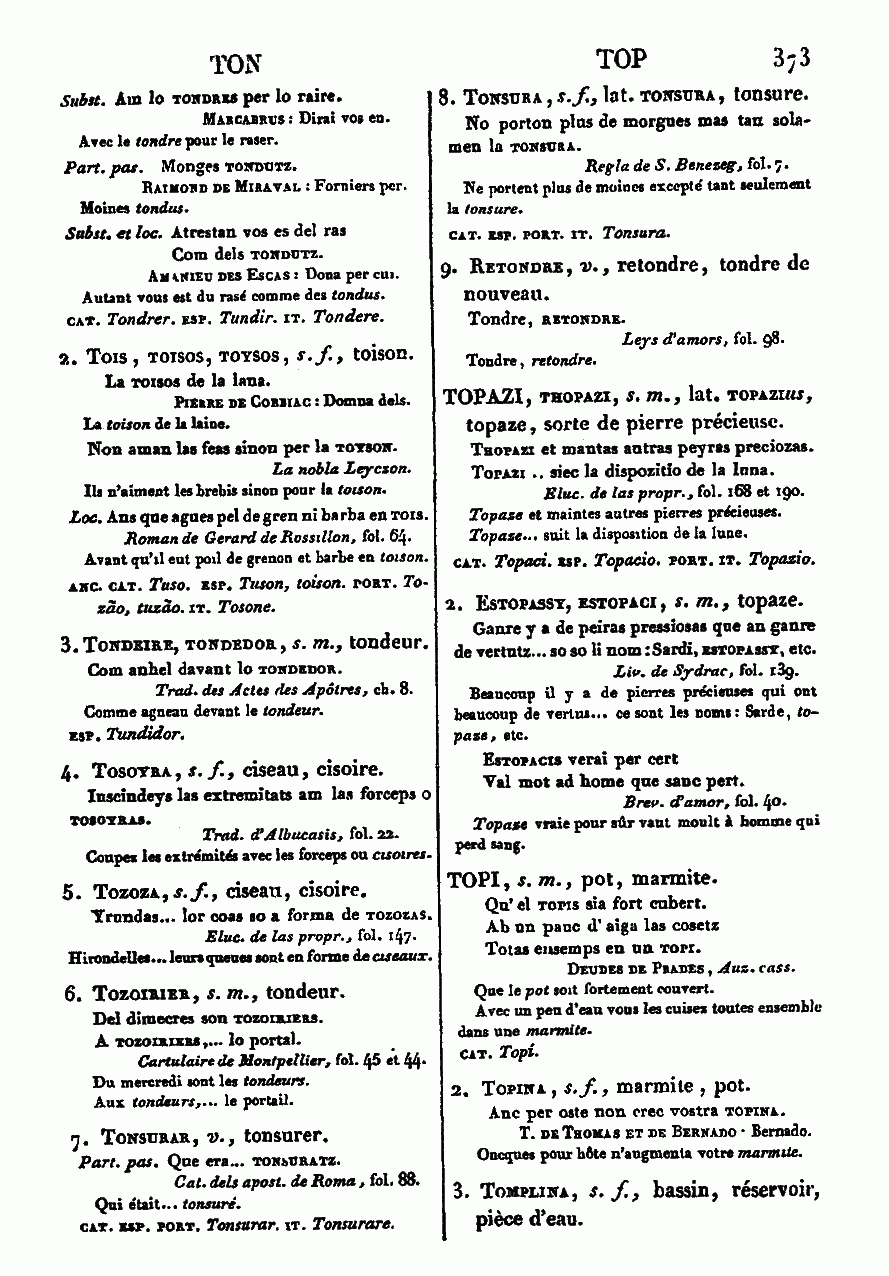 TON
TOP 373
Subst. Am lo TONDRES per lo raire.
MARCABRUS : Dirai vos en.
Avec le tondre pour le raser.
Part. pas. Monges TONDUTZ.
RAIMOND DE MIRAVAL : Forniers per.
Moines tondus.
Subst. et loc. Atrestan vos es del ras
Com dels TONDUTZ.
AMANIEU DES ESCAS : Dona per cui.
Autant vous est du rasé comme des tondus.
CAT. Tondrer. ESP. Tundir. IT. Tondere.
2. TOIS, TOISOS, TOYSOS, s. f., toison.
La TOISOS de la lana.
PIERRE DE CORBIAC : Domna dels.
La toison de la laine.
Non aman las feas sinon per la TOYSON.
La nobla Leyczon.
Ils n'aiment les brebis sinon pour la toison.
Loc. Ans que agues pel de gren ni barba en TOIS.
Roman de Gerard de Rossillon, fol. 64.
Avant qu'il eut poil de grenon et barbe en toison.
ANC. CAT. Tuso. ESP. Tuson, toison. PORT. To-
zão, tuzão. IT. Tosone.
3. TONDEIRE, TONDEDOR, s. m., tondeur.
Com anhel davant lo TONDEDOR.
Trad. des Actes des Apôtres, ch. 8.
Comme agneau devant le tondeur.
ESP. Tundidor.
4. TOSOYRA, s. f., ciseau, cisoire.
Inscindeys las extremitats am las forceps o
TOSOYRAS.
Trad. d'Albucasis, fol. 22.
Coupez les extrémités avec les forceps ou cisoires.
5. TOZOZA, s. f., ciseau, cisoire.
Yrundas... lor coas so a forma de TOZOZAS.
Eluc. de las propr., fol. 147.
Hirondelles... leurs queues sont en forme de ciseaux.
6. TOZOIRIER, s. m., tondeur.
Del dimecres son TOZOIRIERS.
A TOZOIRIERS,... lo portal.
Cartulaire de Montpellier, fol. 45 et 44.
Du mercredi sont les tondeurs.
Aux tondeurs,... le portail.
7. TONSURAR, v., tonsurer.
Part. pas. Que era... TONSURATZ.
Cat. dels apost. de Roma, fol. 88.
Qui était... tonsuré.
CAT. ESP. PORT. Tonsurar. IT. Tonsurare.
8. TONSURA, s. f., lat. TONSURA, tonsure.
No porton plus de morgues mas tan sola-
men la TONSURA.
Regla de S. Benezeg, fol. 7.
Ne portent plus de moines excepté tant seulement
la tonsure.
CAT. ESP. PORT. IT. Tonsura.
9. RETONDRE, v., retondre, tondre de
nouveau.
Tondre, RETONDRE.
Leys d'amors, fol. 98.
Tondre, retondre.
TOPAZI, THOPAZI, s. m., lat. TOPAZIUS,
topaze, sorte de pierre précieuse.
THOPAZI et mantas autras peyras preciozas.
TOPAZI .. siec la dispozitio de la luna.
Eluc. de las propr., fol. 168 et 190.
Topaze et maintes autres pierres précieuses.
Topaze... suit la disposition de la lune.
CAT. Topaci. ESP. Topacio. PORT. IT. Topazio.
2. ESTOPASSY, ESTOPACI, s. m., topaze.
Ganre y a de peiras pressiosas que an ganre
de vertutz... so so li nom : Sardi, ESTOPASSY, etc.
Liv. de Sydrac, fol. 139.
Beaucoup il y a de pierres précieuses qui ont
beaucoup de vertus... ce sont les noms : Sarde, to-
paze, etc.
ESTOPACIS verai per cert
Val mot ad home que sanc pert.
Brev. d'amor, fol. 40.
Topaze vraie pour sûr vaut moult à homme qui
perd sang.
TOPI, s. m., pot, marmite.
Qu'el TOPIS sia fort cubert.
Ab un pauc d'aiga las cosetz
Totas ensemps en un TOPI.
DEUDES DE PRADES, Auz. cass.
Que le pot soit fortement couvert.
Avec un peu d'eau vous les cuisez toutes ensemble
dans une marmite.
CAT. Topí.
2. TOPINA, s. f., marmite, pot.
Anc per oste non crec vostra TOPINA.
T. DE THOMAS ET DE BERNADO · Bernado.
Oncques pour hôte n'augmenta votre marmite.
3. TOMPLINA, s. f., bassin, réservoir,
pièce d'eau.